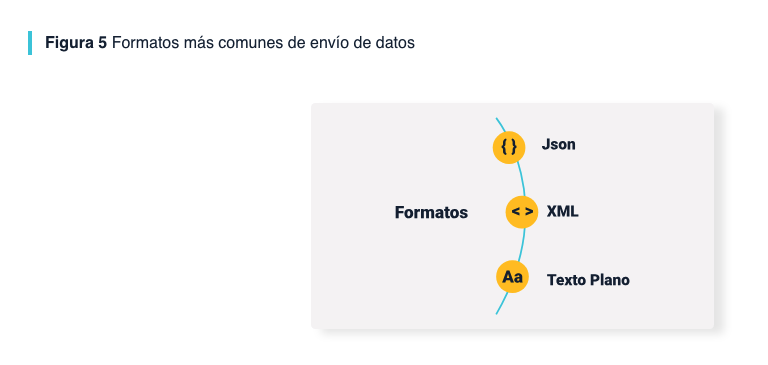 Figura 5 Formatos más comunes de envío de datos
{ } Json
Formatos
< > XML
Aa Texto Plano